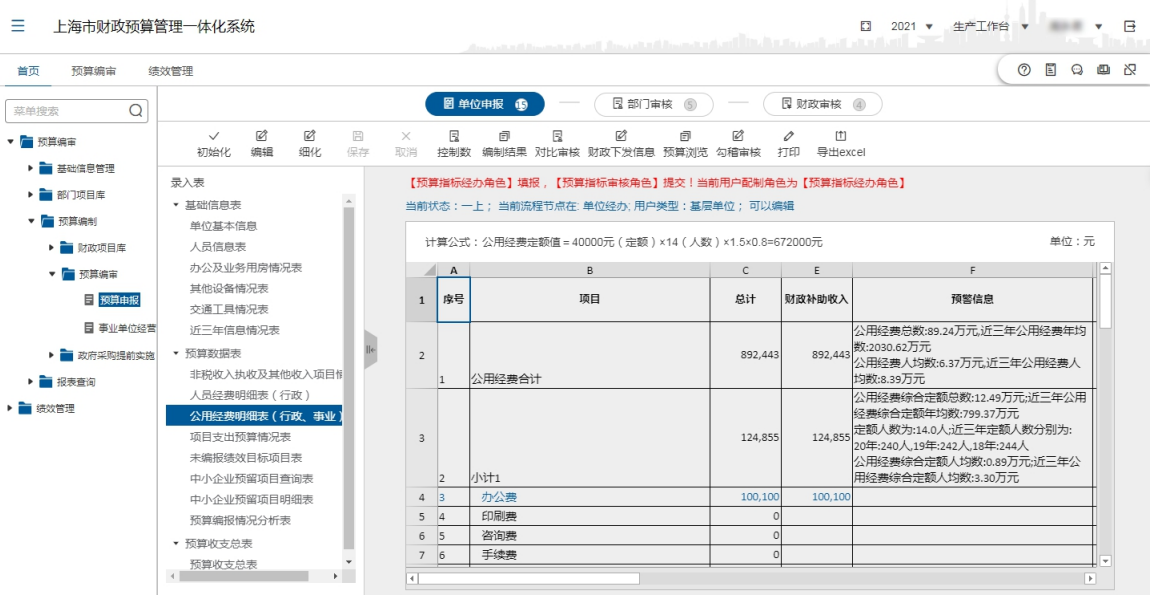 上海市财政预算管理一体化系统
2021
生产工作台
首页
预算编审
绩效管理
菜单搜索
预算编审
基础信息管理
部门项目库
预算编制
财政项目库
预算编审
预算申报
事业单位经营
政府采购提前实施
报表查询
绩效管理
单位申报 15
部门审核 5
财政审核 4
初始化
编辑
细化
保存
取消
控制数
编制结果
对比审核
财政下发信息
预算浏览
勾稽审核
打印
导出excel
录入表
基础信息表
单位基本信息
人员信息表
办公及业务用房情况表
其他设备情况表
交通工具情况表
近三年信息情况表
预算数据表
非税收入执收及其他收入项目情
人员经费明细表（行政）
公用经费明细表（行政、事业）
项目支出预算情况表
未编报绩效目标项目表
中小企业预留项目查询表
中小企业预留项目明细表
预算编报情况分析表
预算收支总表
预算收支总表
【预算指标经办角色】填报，【预算指标审核角色】提交！当前用户配制角色为【预算指标经办角色】
当前状态：一上； 当前流程节点在: 单位经办; 用户类型：基层单位； 可以编辑
计算公式：公用经费定额值＝40000元（定额）×14（人数）×1.5×0.8=672000元
单位：元
A B C E F
1 序号 项目 总计 财政补助收入 预警信息
2 1 公用经费合计 892,443 892,443
公用经费总数:89.24万元,近三年公用经费年均
数:2030.62万元
公用经费人均数:6.37万元,近三年公用经费人
均数:8.39万元
3 2 小计1 124,855 124,855
公用经费综合定额总数:12.49万元;近三年公用
经费综合定额年均数:799.37万元
定额人数为:14.0人;近三年定额人数分别为:
20年:240人,19年:242人,18年:244人
公用经费综合定额人均数:0.89万元;近三年公
用经费综合定额人均数:3.30万元
4 3 办公费 100,100 100,100
5 4 印刷费 0
6 5 咨询费 0
7 6 手续费 0